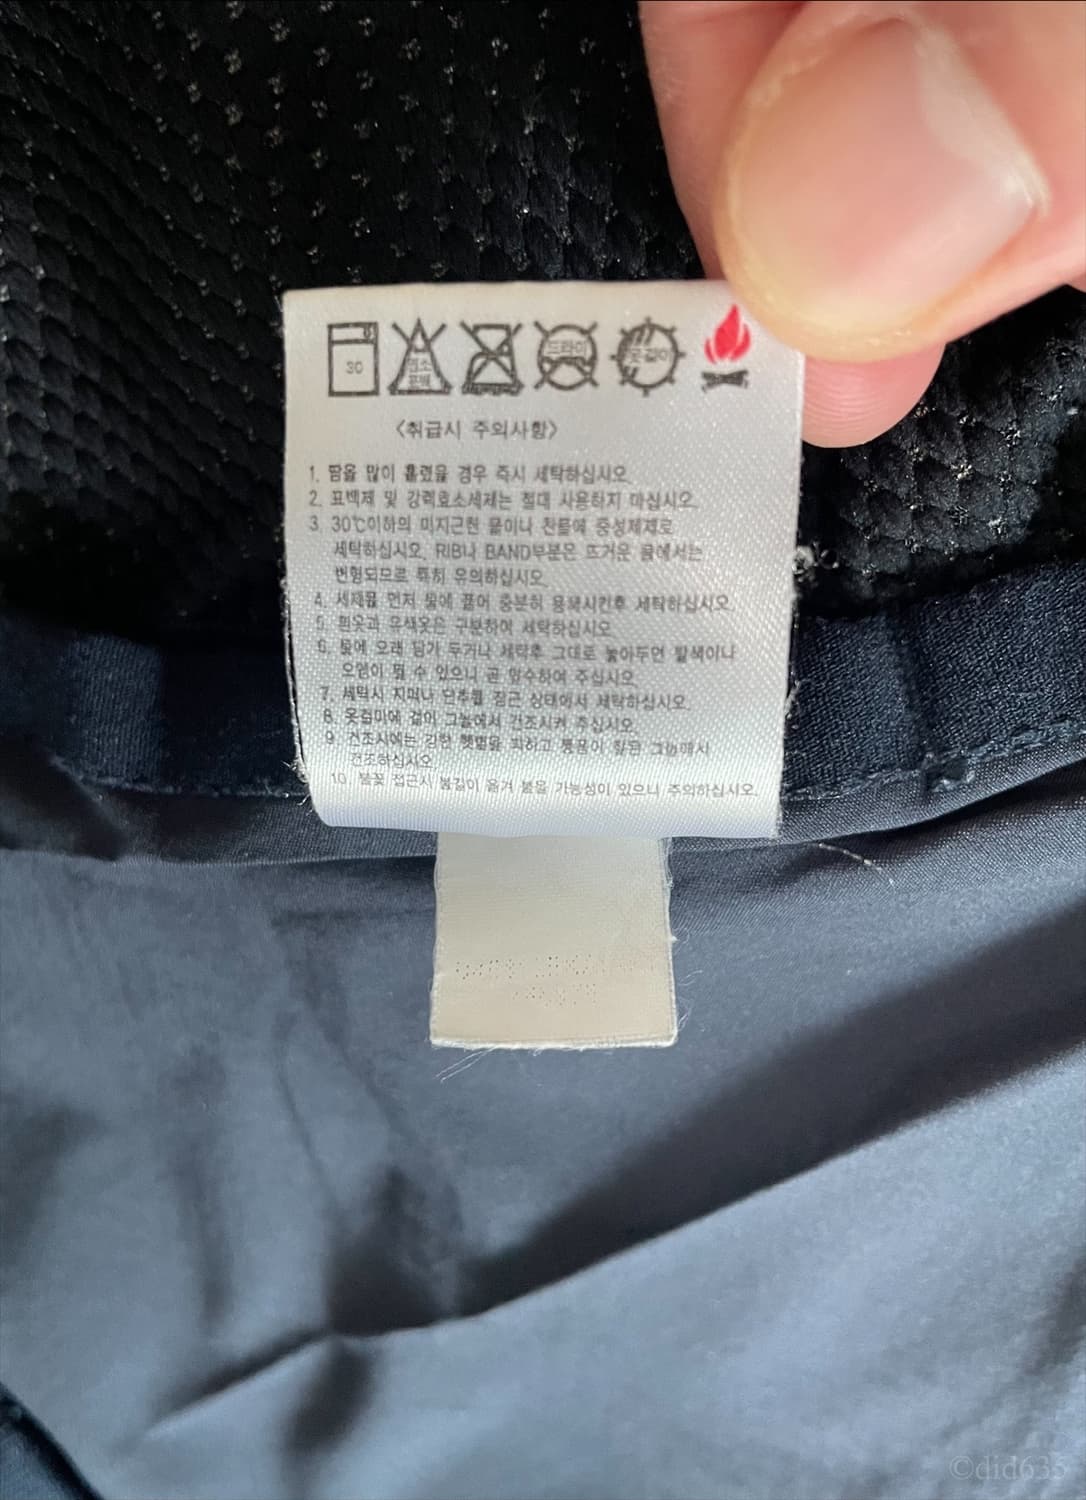 30
염소
표백
드라이
옷걸이
<취급시 주의사항>
1. 땀을 많이 흘렸을 경우 즉시 세탁하십시오.
2. 표백제 및 강력효소세제는 절대 사용하지 마십시오.
3. 30℃이하의 미지근한 물이나 찬물에 중성세제로
세탁하십시오. RIB나 BAND부분은 뜨거운 물에서는
변형되므로 특히 유의하십시오.
4. 세제를 먼저 물에 풀어 충분히 용해시킨후 세탁하십시오.
5. 흰옷과 유색옷은 구분하여 세탁하십시오.
6. 물에 오래 담가 두거나 세탁후 그대로 놓아두면 탈색이나
오염이 될 수 있으니 곧 탈수하여 주십시오.
7. 세탁시 지퍼나 단추를 잠근 상태에서 세탁하십시오.
8. 옷걸이에 걸어 그늘에서 건조시켜 주십시오.
9. 건조시에는 강한 햇볕을 피하고 통풍이 잘된 그늘에서
건조하십시오.
10. 불꽃 접근시 불길이 옮겨 붙을 가능성이 있으니 주의하십시오.
©did635